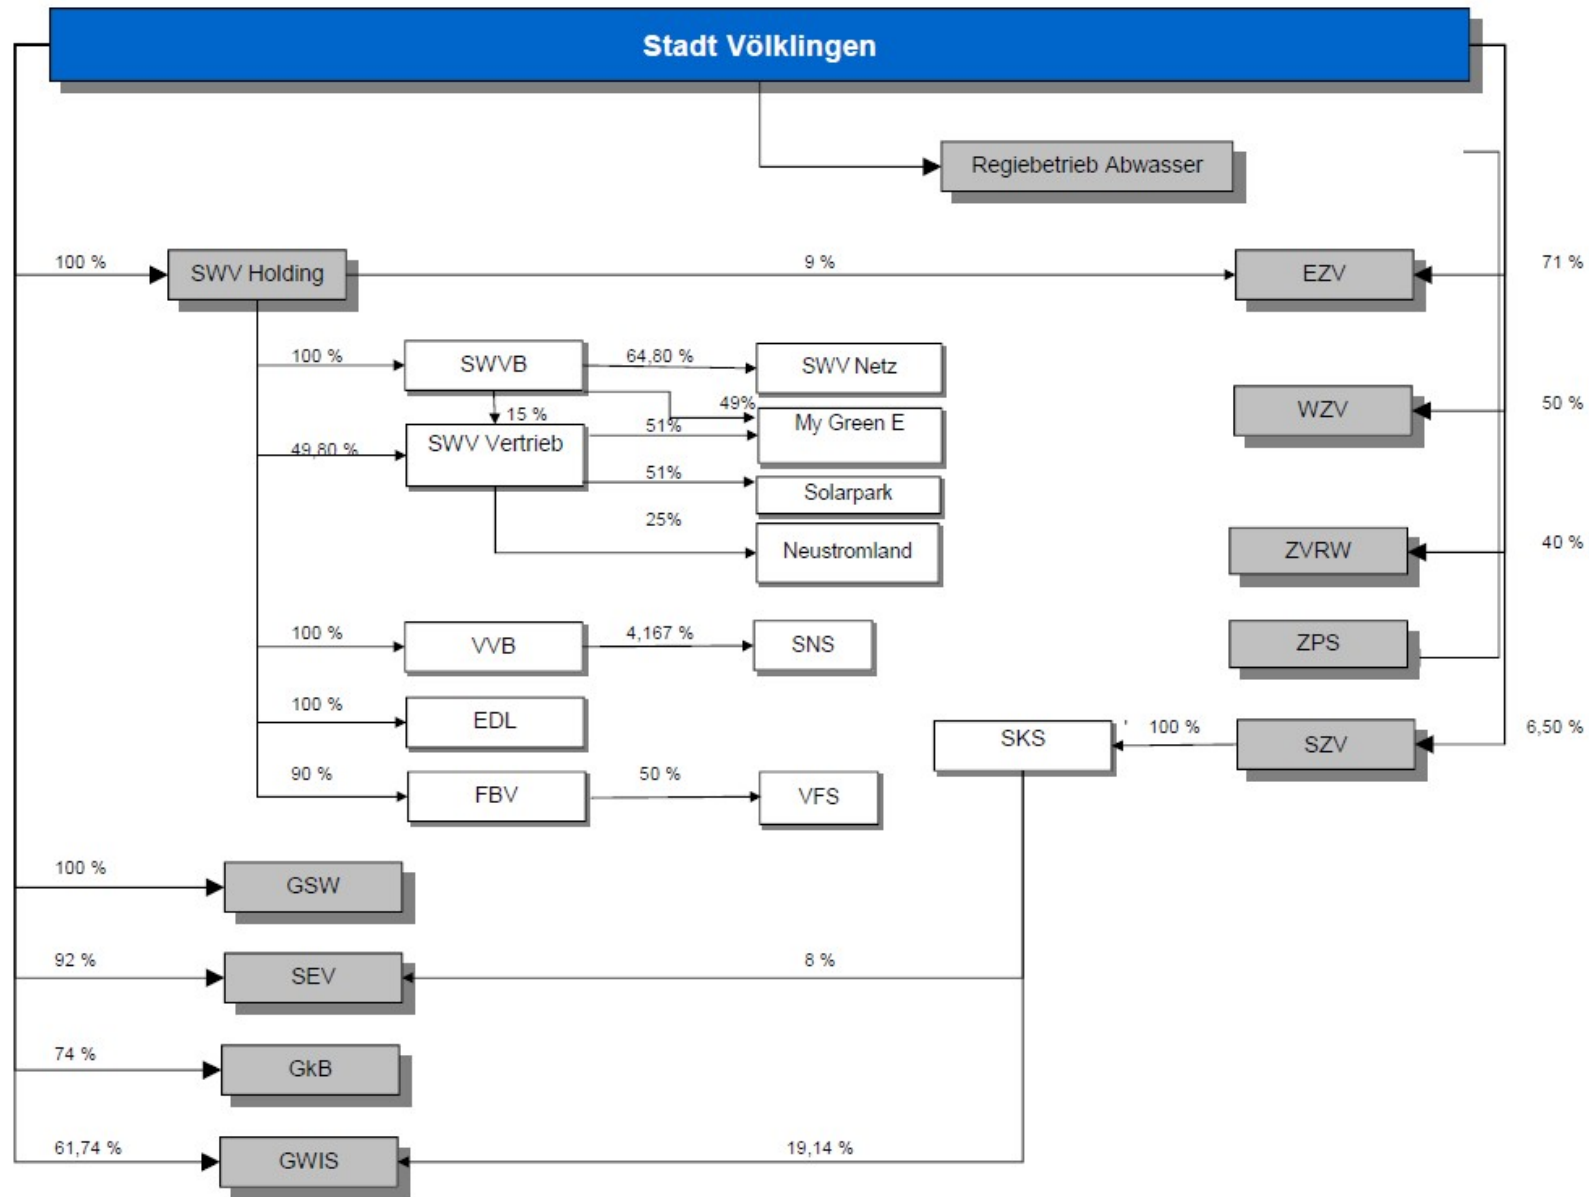 Stadt Völklingen
Regiebetrieb Abwasser
100 %
SWV Holding
9 %
EZV
71 %
100 %
SWVB
64,80 %
SWV Netz
15 %
49%
WZV
50 %
49,80 %
SWV Vertrieb
51%
My Green E
51%
Solarpark
25%
Neustromland
ZVRW
40 %
100 %
VVB
4,167 %
SNS
ZPS
100 %
EDL
SKS
100 %
SZV
6,50 %
90 %
FBV
50 %
VFS
100 %
GSW
92 %
SEV
8 %
74 %
GkB
61,74 %
GWIS
19,14 %